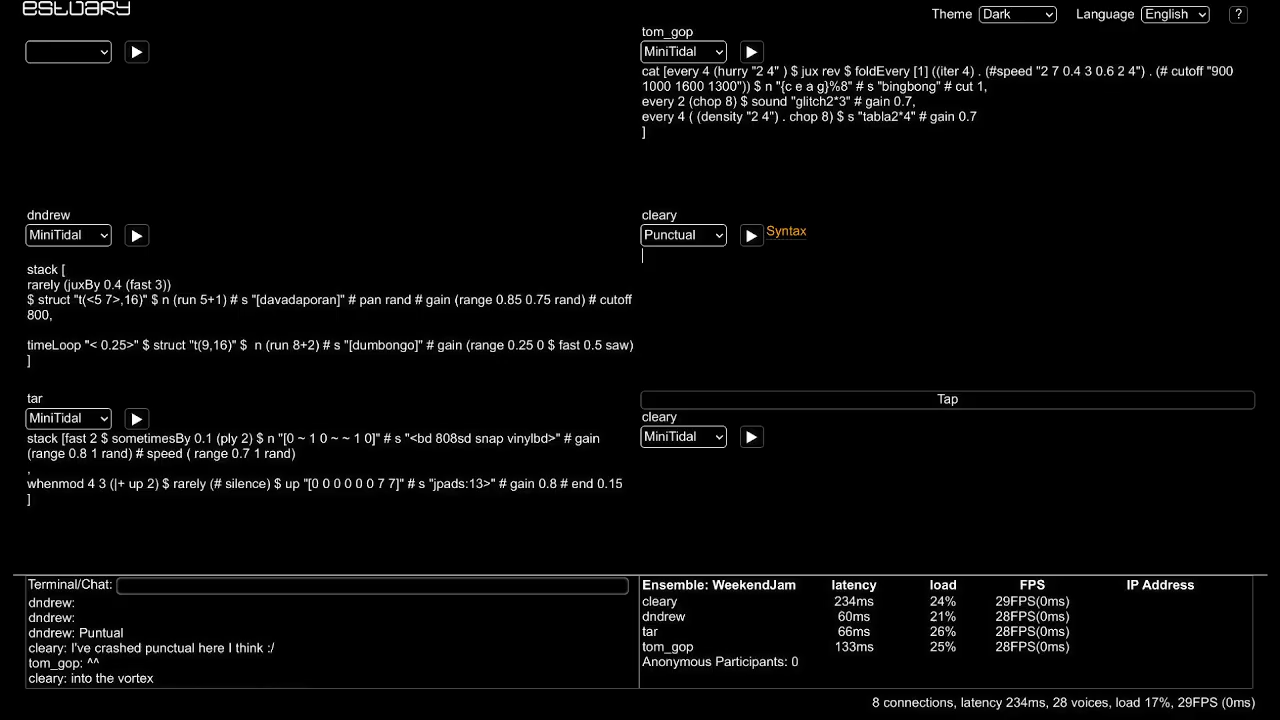 estuary
Theme Dark Language English ?
tom_gop
MiniTidal
cat [every 4 (hurry "2 4" ) $ jux rev $ foldEvery [1] ((iter 4) . (#speed "2 7 0.4 3 0.6 2 4") . (# cutoff "900
1000 1600 1300")) $ n "{c e a g}%8" # s "bingbong" # cut 1,
every 2 (chop 8) $ sound "glitch2*3" # gain 0.7,
every 4 ( (density "2 4") . chop 8) $ s "tabla2*4" # gain 0.7
]
dndrew
MiniTidal
stack [
rarely (juxBy 0.4 (fast 3))
$ struct "t(<5 7>,16)" $ n (run 5+1) # s "[davadaporan]" # pan rand # gain (range 0.85 0.75 rand) # cutoff
800,
timeLoop "< 0.25>" $ struct "t(9,16)" $  n (run 8+2) # s "[dumbongo]" # gain (range 0.25 0 $ fast 0.5 saw)
]
cleary
Punctual Syntax
tar
MiniTidal
stack [fast 2 $ sometimesBy 0.1 (ply 2) $ n "[0 ~ 1 0 ~ ~ 1 0]" # s "<bd 808sd snap vinylbd>" # gain
(range 0.8 1 rand) # speed ( range 0.7 1 rand)
,
whenmod 4 3 (|+ up 2) $ rarely (# silence) $ up "[0 0 0 0 0 0 7 7]" # s "jpads:13>" # gain 0.8 # end 0.15
]
Tap
cleary
MiniTidal
Terminal/Chat:
dndrew:
dndrew:
dndrew: Puntual
cleary: I've crashed punctual here I think :/
tom_gop: ^^
cleary: into the vortex
Ensemble: WeekendJam latency load FPS IP Address
cleary 234ms 24% 29FPS(0ms)
dndrew 60ms 21% 28FPS(0ms)
tar 66ms 26% 28FPS(0ms)
tom_gop 133ms 25% 28FPS(0ms)
Anonymous Participants: 0
8 connections, latency 234ms, 28 voices, load 17%, 29FPS (0ms)